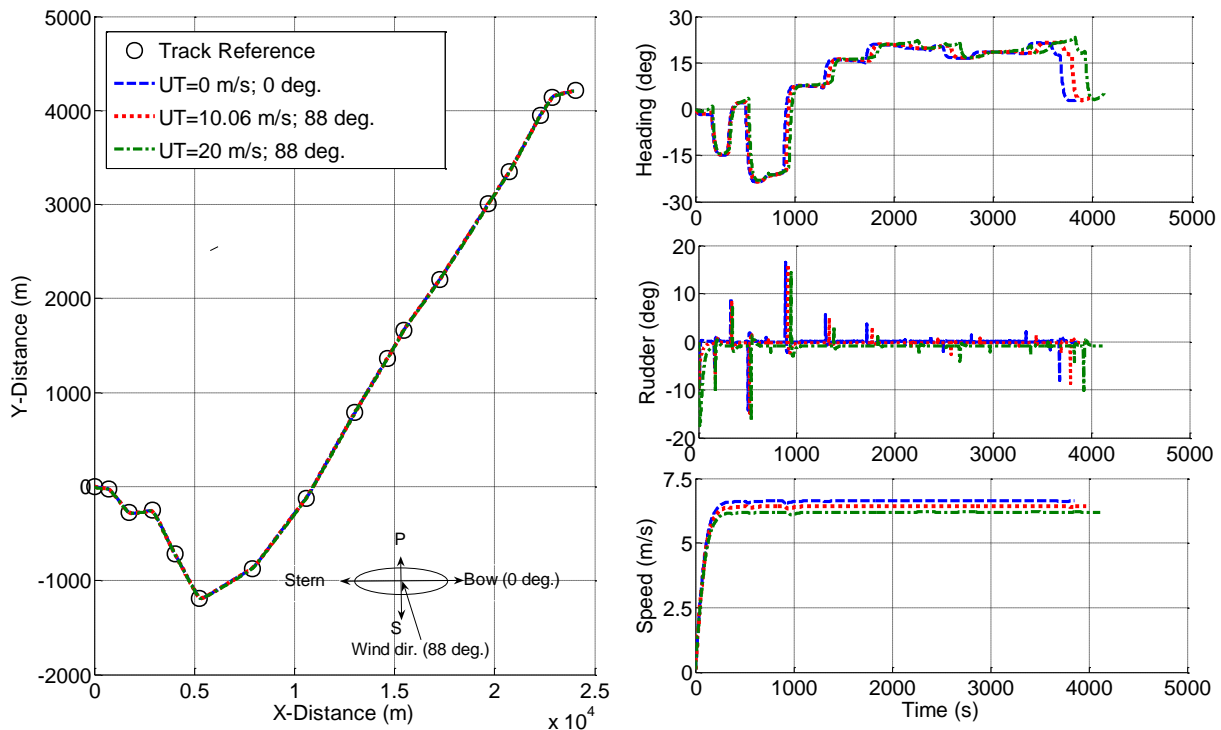 5000
4000
3000
2000
1000
0
-1000
-2000
Y-Distance (m)
Track Reference
UT=0 m/s; 0 deg.
UT=10.06 m/s; 88 deg.
UT=20 m/s; 88 deg.
P
Stern
Bow (0 deg.)
S
Wind dir. (88 deg.)
0 0.5 1 1.5 2 2.5
X-Distance (m)
x 10^4
30
15
0
-15
-30
Heading (deg)
0 1000 2000 3000 4000 5000
20
10
0
-10
-20
Rudder (deg)
0 1000 2000 3000 4000 5000
7.5
5
2.5
0
Speed (m/s)
0 1000 2000 3000 4000 5000
Time (s)